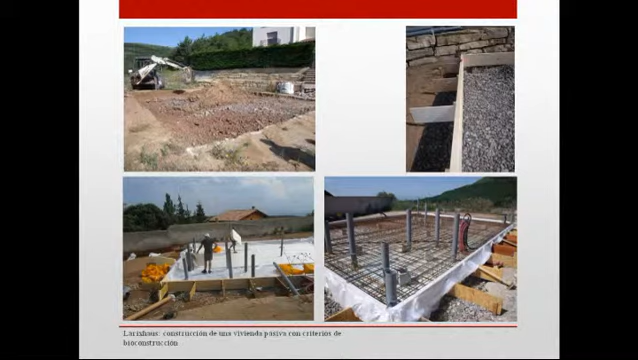 Larixhaus: construcción de una vivienda pasiva con criterios de
bioconstrucción